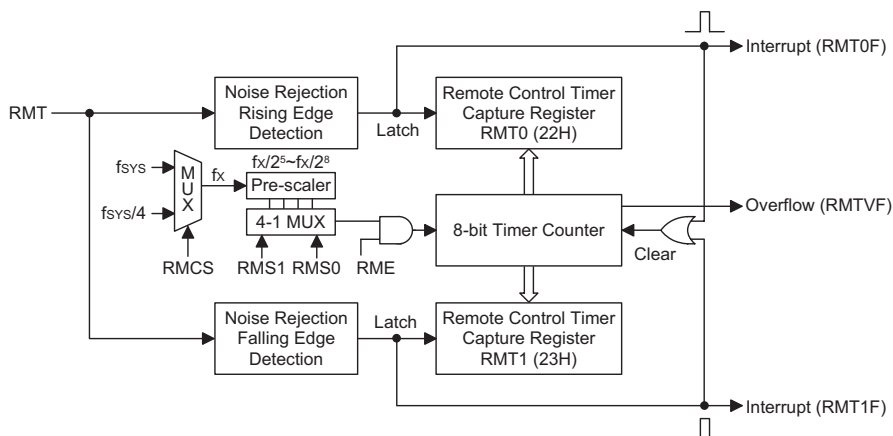 Interrupt (RMT0F)
Noise Rejection
Rising Edge
Detection
Remote Control Timer
Capture Register
RMT0 (22H)
RMT
Latch
fSYS
MUX
fX
fX/2⁵~fX/2⁸
Pre-scaler
fSYS/4
4-1 MUX
8-bit Timer Counter
Overflow (RMTVF)
Clear
RMCS
RMS1
RMS0
RME
Noise Rejection
Falling Edge
Detection
Latch
Remote Control Timer
Capture Register
RMT1 (23H)
Interrupt (RMT1F)